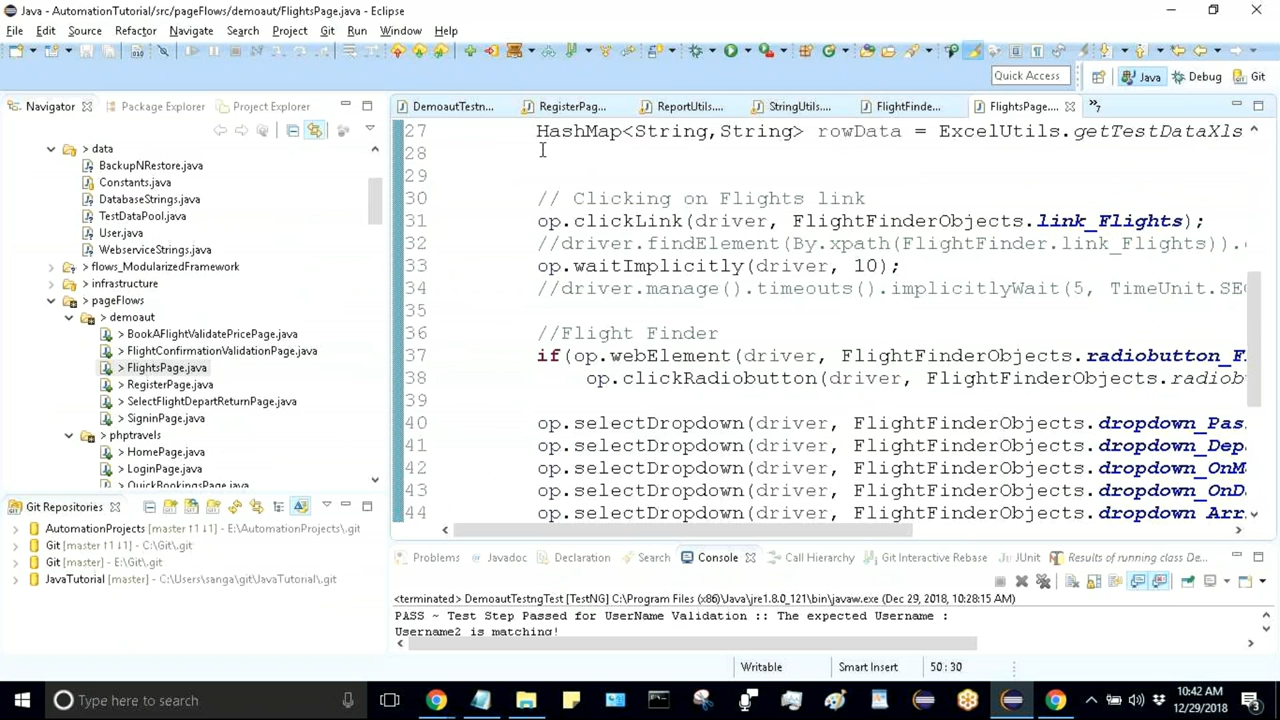 Java - AutomationTutorial/src/pageFlows/demoaut/FlightsPage.java - Eclipse
File Edit Source Refactor Navigate Search Project Git Run Window Help
Quick Access Java Debug Git
Navigator Package Explorer Project Explorer
DemoautTestn... RegisterPag... ReportUtils.... StringUtils.... FlightFinde... FlightsPage.... »7
> data
BackupNRestore.java
Constants.java
DatabaseStrings.java
TestDataPool.java
User.java
WebserviceStrings.java
> flows_ModularizedFramework
> infrastructure
> pageFlows
> demoaut
> BookAFlightValidatePricePage.java
> FlightConfirmationValidationPage.java
> FlightsPage.java
> RegisterPage.java
> SelectFlightDepartReturnPage.java
> SigninPage.java
> phptravels
> HomePage.java
> LoginPage.java
> QuickBookingsPage.java
27 HashMap<String,String> rowData = ExcelUtils.getTestDataXls
28
29
30 // Clicking on Flights link
31 op.clickLink(driver, FlightFinderObjects.link_Flights);
32 //driver.findElement(By.xpath(FlightFinder.link_Flights)).
33 op.waitImplicitly(driver, 10);
34 //driver.manage().timeouts().implicitlyWait(5, TimeUnit.SE
35
36 //Flight Finder
37 if(op.webElement(driver, FlightFinderObjects.radiobutton_F
38 op.clickRadiobutton(driver, FlightFinderObjects.radiob
39
40 op.selectDropdown(driver, FlightFinderObjects.dropdown_Pas
41 op.selectDropdown(driver, FlightFinderObjects.dropdown_Dep
42 op.selectDropdown(driver, FlightFinderObjects.dropdown_OnM
43 op.selectDropdown(driver, FlightFinderObjects.dropdown_OnD
44 op.selectDropdown(driver, FlightFinderObjects.dropdown_Arr
Git Repositories
AutomationProjects [master ↑1 ↓1] - E:\AutomationProjects\.git
Git [master ↑1 ↓1] - C:\Git\.git
Git [master] - E:\Git\.git
JavaTutorial [master] - C:\Users\sanga\git\JavaTutorial\.git
Problems Javadoc Declaration Search Console Call Hierarchy Git Interactive Rebase JUnit Results of running class De...
<terminated> DemoautTestngTest [TestNG] C:\Program Files (x86)\Java\jre1.8.0_121\bin\javaw.exe (Dec 29, 2018, 10:28:15 AM)
PASS ~ Test Step Passed for UserName Validation :: The expected Username :
Username2 is matching!
Writable Smart Insert 50 : 30
Type here to search
10:42 AM
12/29/2018
3